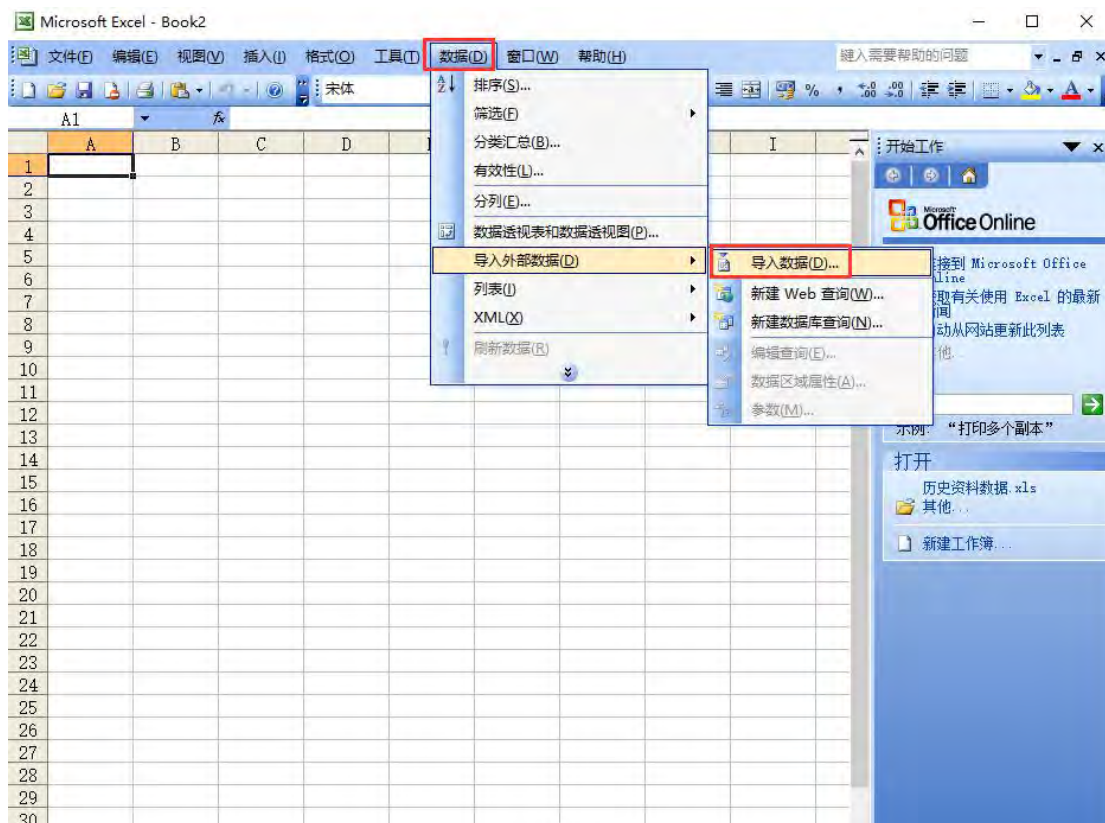 Microsoft Excel - Book2
文件(F) 编辑(E) 视图(V) 插入(I) 格式(O) 工具(T) 数据(D) 窗口(W) 帮助(H) 键入需要帮助的问题
宋体
A1 fx
A B C D I
排序(S)...
筛选(F)
分类汇总(B)...
有效性(L)...
分列(E)...
数据透视表和数据透视图(P)...
导入外部数据(D)
列表(I)
XML(X)
刷新数据(R)
导入数据(D)...
新建 Web 查询(W)...
新建数据库查询(N)...
编辑查询(E)...
数据区域属性(A)...
参数(M)...
开始工作
Microsoft
Office Online
接到 Microsoft Office
line
取有关使用 Excel 的最新
闻
动从网站更新此列表
他...
示例: “打印多个副本”
打开
历史资料数据.xls
其他...
新建工作簿...
1
2
3
4
5
6
7
8
9
10
11
12
13
14
15
16
17
18
19
20
21
22
23
24
25
26
27
28
29
30